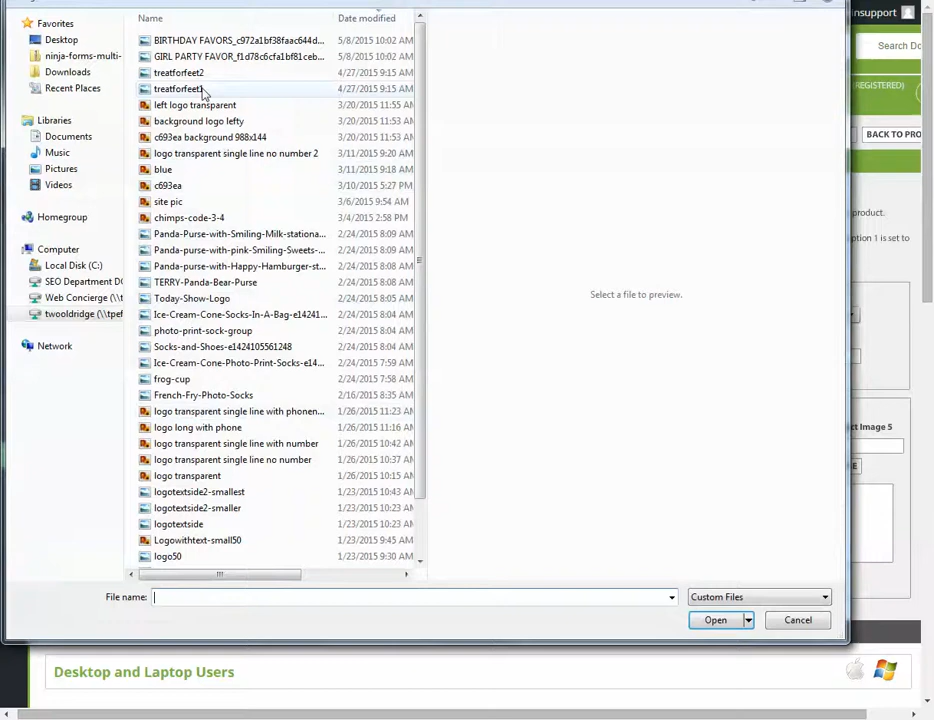 nsupport
Name
Date modified
Favorites
Desktop
ninja-forms-multi-
Downloads
Recent Places
Libraries
Documents
Music
Pictures
Videos
Homegroup
Computer
Local Disk (C:)
SEO Department DC
Web Concierge (\\t
twooldridge (\\tpef
Network
BIRTHDAY FAVORS_c972a1bf38faac644d... 5/8/2015 10:02 AM
GIRL PARTY FAVOR_f1d78c6cfa1bf81ceb... 5/8/2015 10:02 AM
treatforfeet2 4/27/2015 9:15 AM
treatforfeet1 4/27/2015 9:15 AM
left logo transparent 3/20/2015 11:55 AM
background logo lefty 3/20/2015 11:53 AM
c693ea background 988x144 3/20/2015 11:53 AM
logo transparent single line no number 2 3/11/2015 9:20 AM
blue 3/11/2015 9:18 AM
c693ea 3/10/2015 5:27 PM
site pic 3/6/2015 9:54 AM
chimps-code-3-4 3/4/2015 2:58 PM
Panda-Purse-with-Smiling-Milk-stationa... 2/24/2015 8:09 AM
Panda-purse-with-pink-Smiling-Sweets-... 2/24/2015 8:09 AM
Panda-purse-with-Happy-Hamburger-st... 2/24/2015 8:09 AM
TERRY-Panda-Bear-Purse 2/24/2015 8:08 AM
Today-Show-Logo 2/24/2015 8:05 AM
Ice-Cream-Cone-Socks-In-A-Bag-e14241... 2/24/2015 8:04 AM
photo-print-sock-group 2/24/2015 8:04 AM
Socks-and-Shoes-e1424105561248 2/24/2015 8:04 AM
Ice-Cream-Cone-Photo-Print-Socks-e14... 2/24/2015 7:59 AM
frog-cup 2/24/2015 7:58 AM
French-Fry-Photo-Socks 2/16/2015 8:35 AM
logo transparent single line with phonen... 1/26/2015 11:23 AM
logo long with phone 1/26/2015 11:16 AM
logo transparent single line with number 1/26/2015 10:42 AM
logo transparent single line no number 1/26/2015 10:37 AM
logo transparent 1/26/2015 10:15 AM
logotextside2-smallest 1/23/2015 10:43 AM
logotextside2-smaller 1/23/2015 10:23 AM
logotextside 1/23/2015 10:23 AM
Logowithtext-small50 1/23/2015 9:45 AM
logo50 1/23/2015 9:30 AM
Select a file to preview.
File name:
Custom Files
Open
Cancel
Search Do
(REGISTERED)
BACK TO PRO
product.
ption 1 is set to
ct Image 5
E
Desktop and Laptop Users